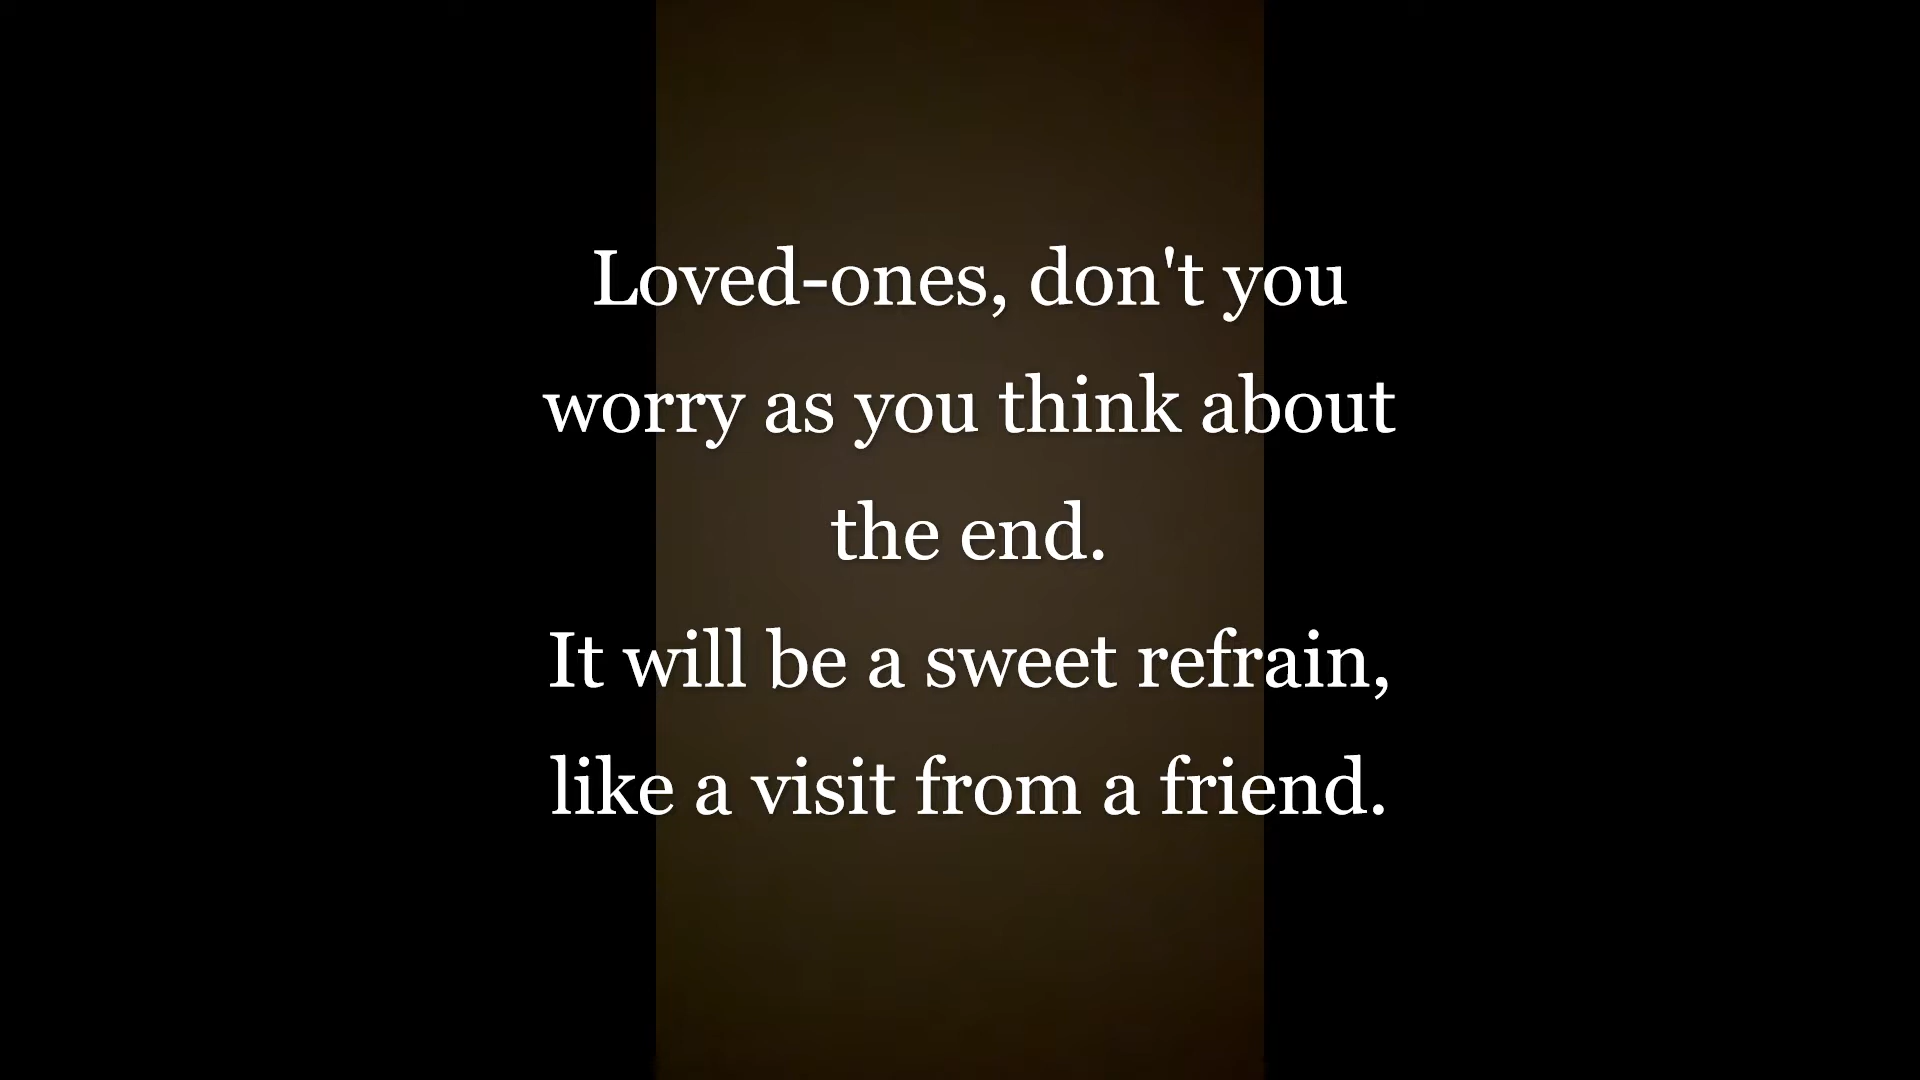 Loved-ones, don't you
worry as you think about
the end.
It will be a sweet refrain,
like a visit from a friend.